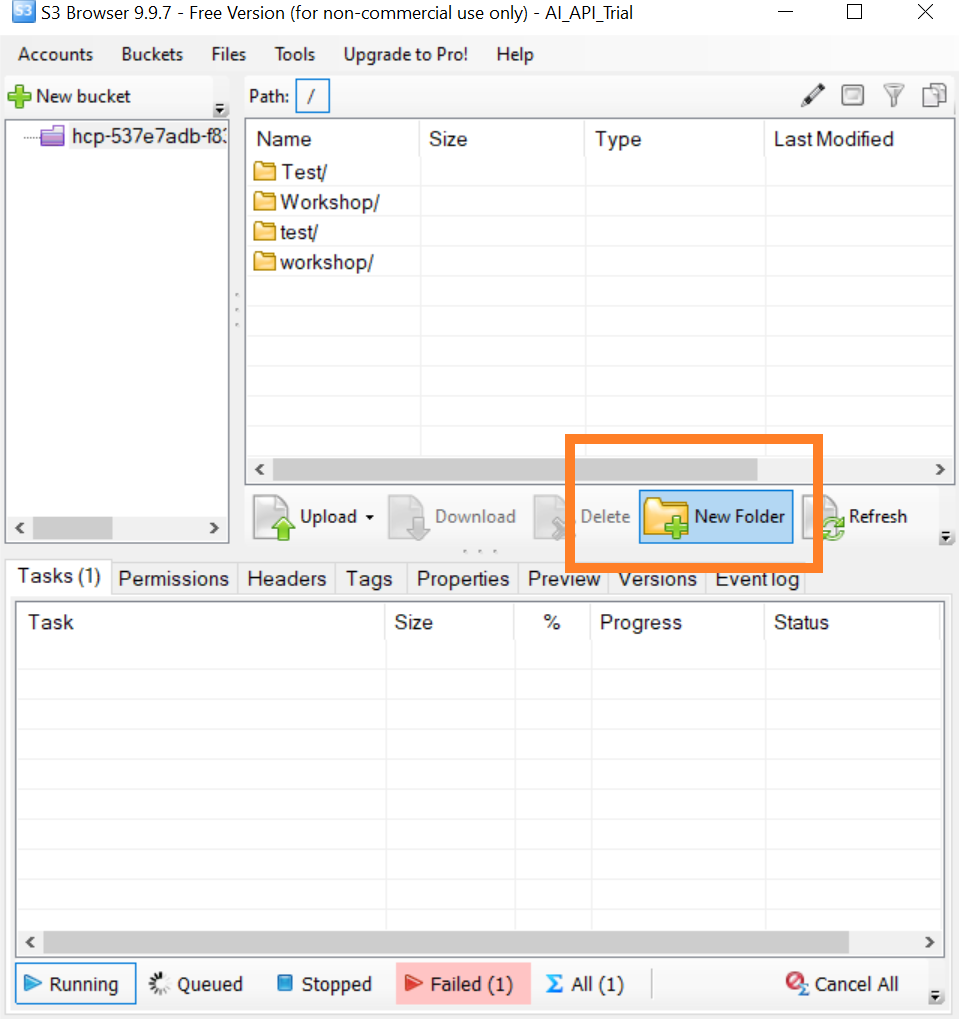 S3 Browser 9.9.7 - Free Version (for non-commercial use only) - AI_API_Trial
Accounts Buckets Files Tools Upgrade to Pro! Help
New bucket
Path: /
hcp-537e7adb-f83
Name Size Type Last Modified
Test/
Workshop/
test/
workshop/
Upload Download Delete New Folder Refresh
Tasks (1) Permissions Headers Tags Properties Preview Versions Event log
Task Size % Progress Status
Running Queued Stopped Failed (1) All (1) Cancel All